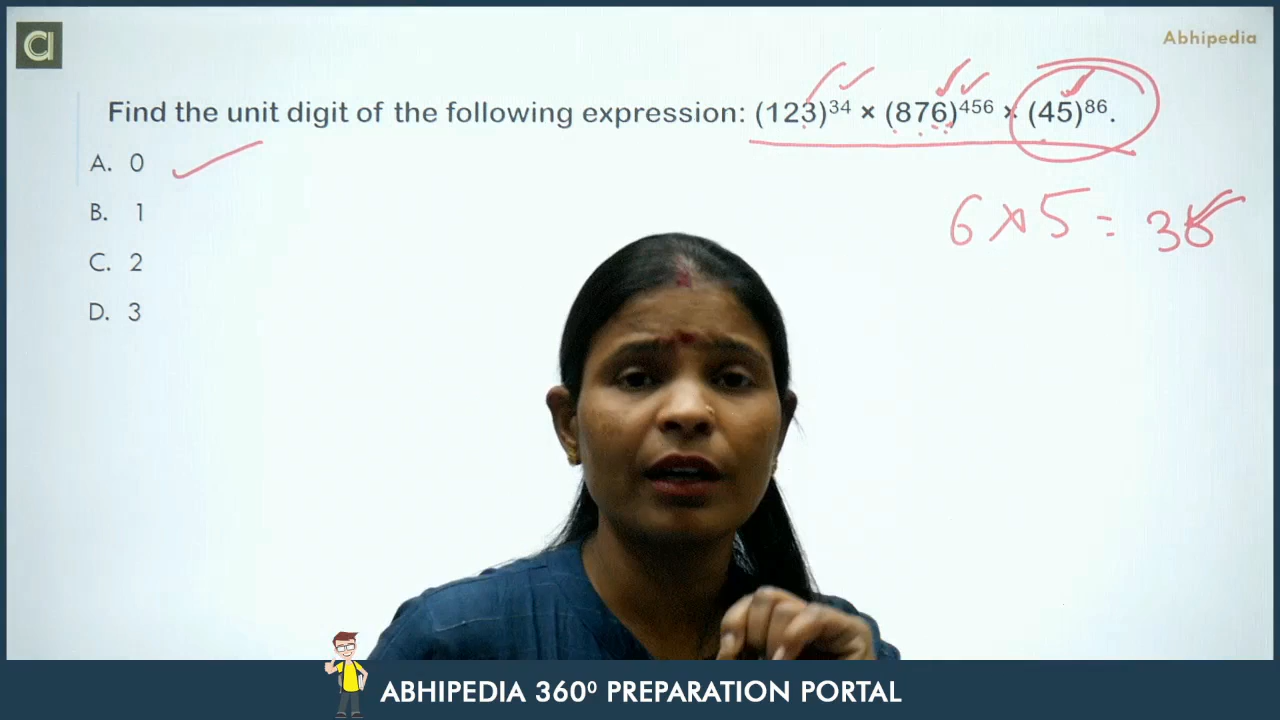 Abhipedia
Find the unit digit of the following expression: (123)³⁴ × (876)⁴⁵⁶ × (45)⁸⁶.
A. 0
B. 1
C. 2
D. 3
6 × 5 = 30
ABHIPEDIA 360⁰ PREPARATION PORTAL